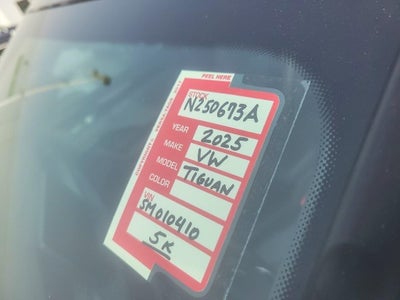 PEEL HERE
STOCK
N250673A
YEAR 2025
MAKE VW
MODEL TIGUAN
COLOR
VIN
SM010410
5K